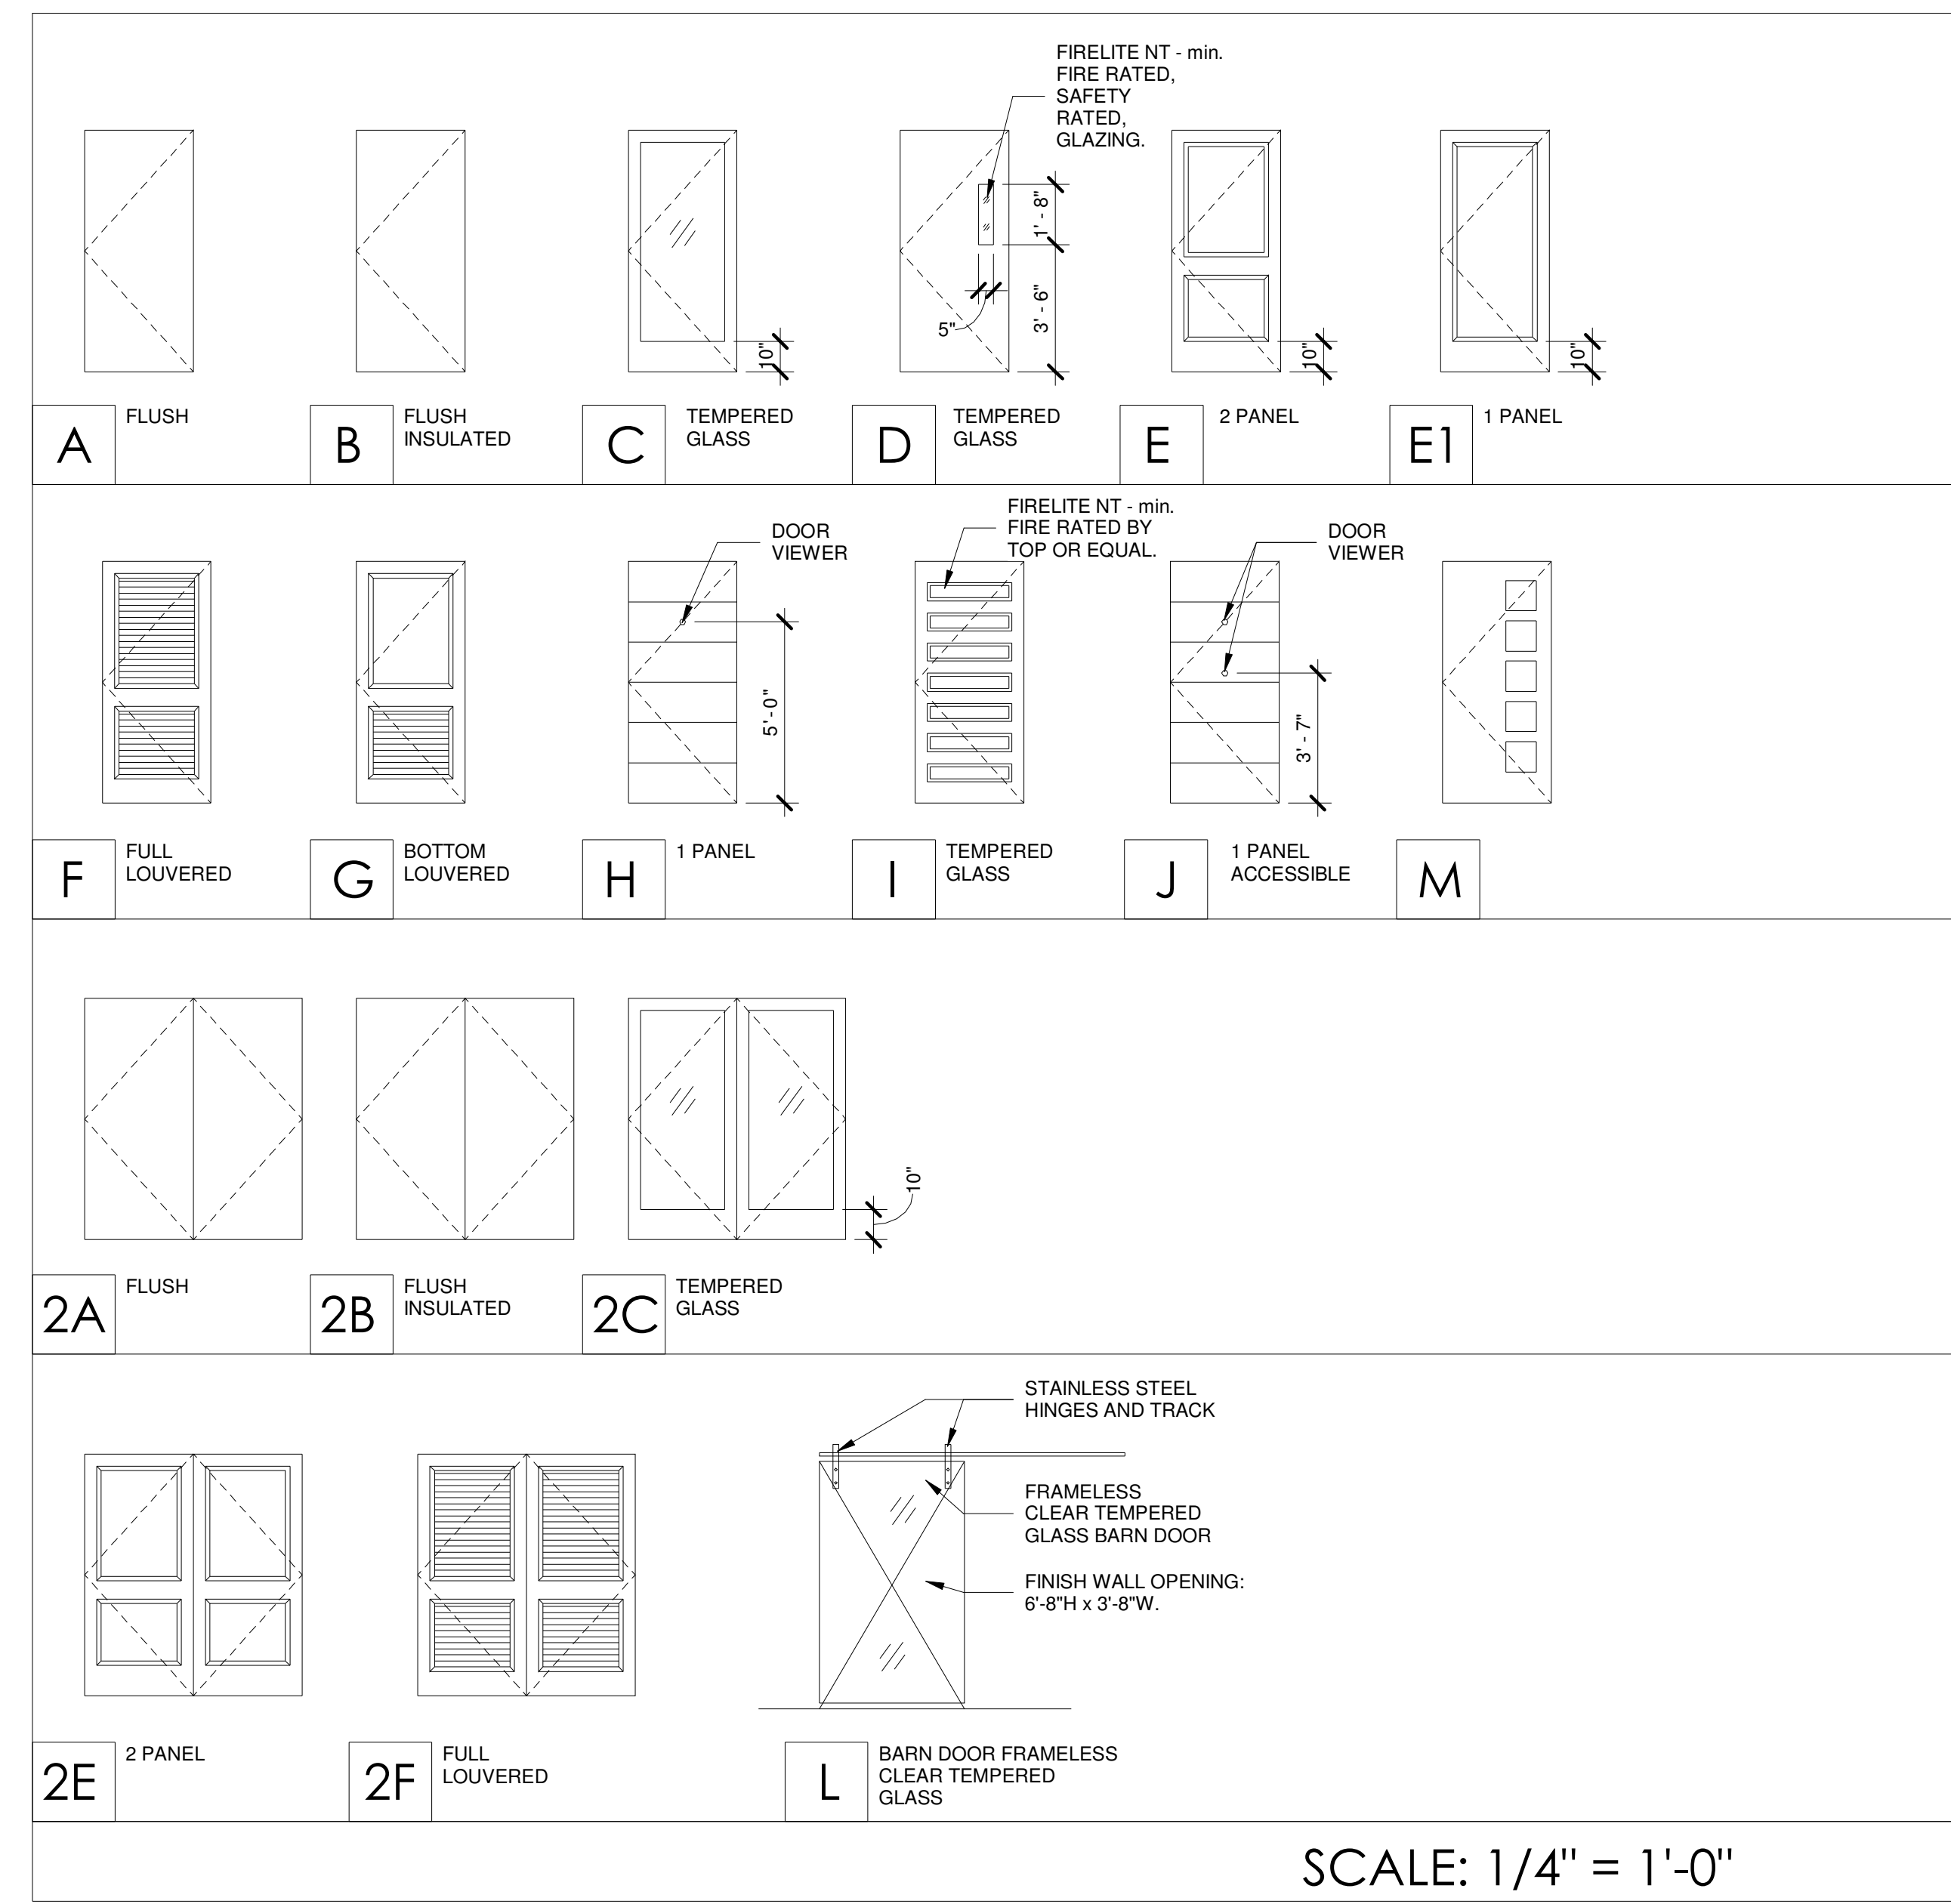 FIRELITE NT - min.
FIRE RATED,
SAFETY
RATED,
GLAZING.
10"
5"
1' - 8"
3' - 6"
10"
10"
A
FLUSH
B
FLUSH
INSULATED
C
TEMPERED
GLASS
D
TEMPERED
GLASS
E
2 PANEL
E1
1 PANEL
DOOR
VIEWER
5' - 0"
FIRELITE NT - min.
FIRE RATED BY
TOP OR EQUAL.
DOOR
VIEWER
3' - 7"
F
FULL
LOUVERED
G
BOTTOM
LOUVERED
H
1 PANEL
I
TEMPERED
GLASS
J
1 PANEL
ACCESSIBLE
M
10"
2A
FLUSH
2B
FLUSH
INSULATED
2C
TEMPERED
GLASS
STAINLESS STEEL
HINGES AND TRACK
FRAMELESS
CLEAR TEMPERED
GLASS BARN DOOR
FINISH WALL OPENING:
6'-8"H x 3'-8"W.
2E
2 PANEL
2F
FULL
LOUVERED
L
BARN DOOR FRAMELESS
CLEAR TEMPERED
GLASS
SCALE: 1/4" = 1'-0"